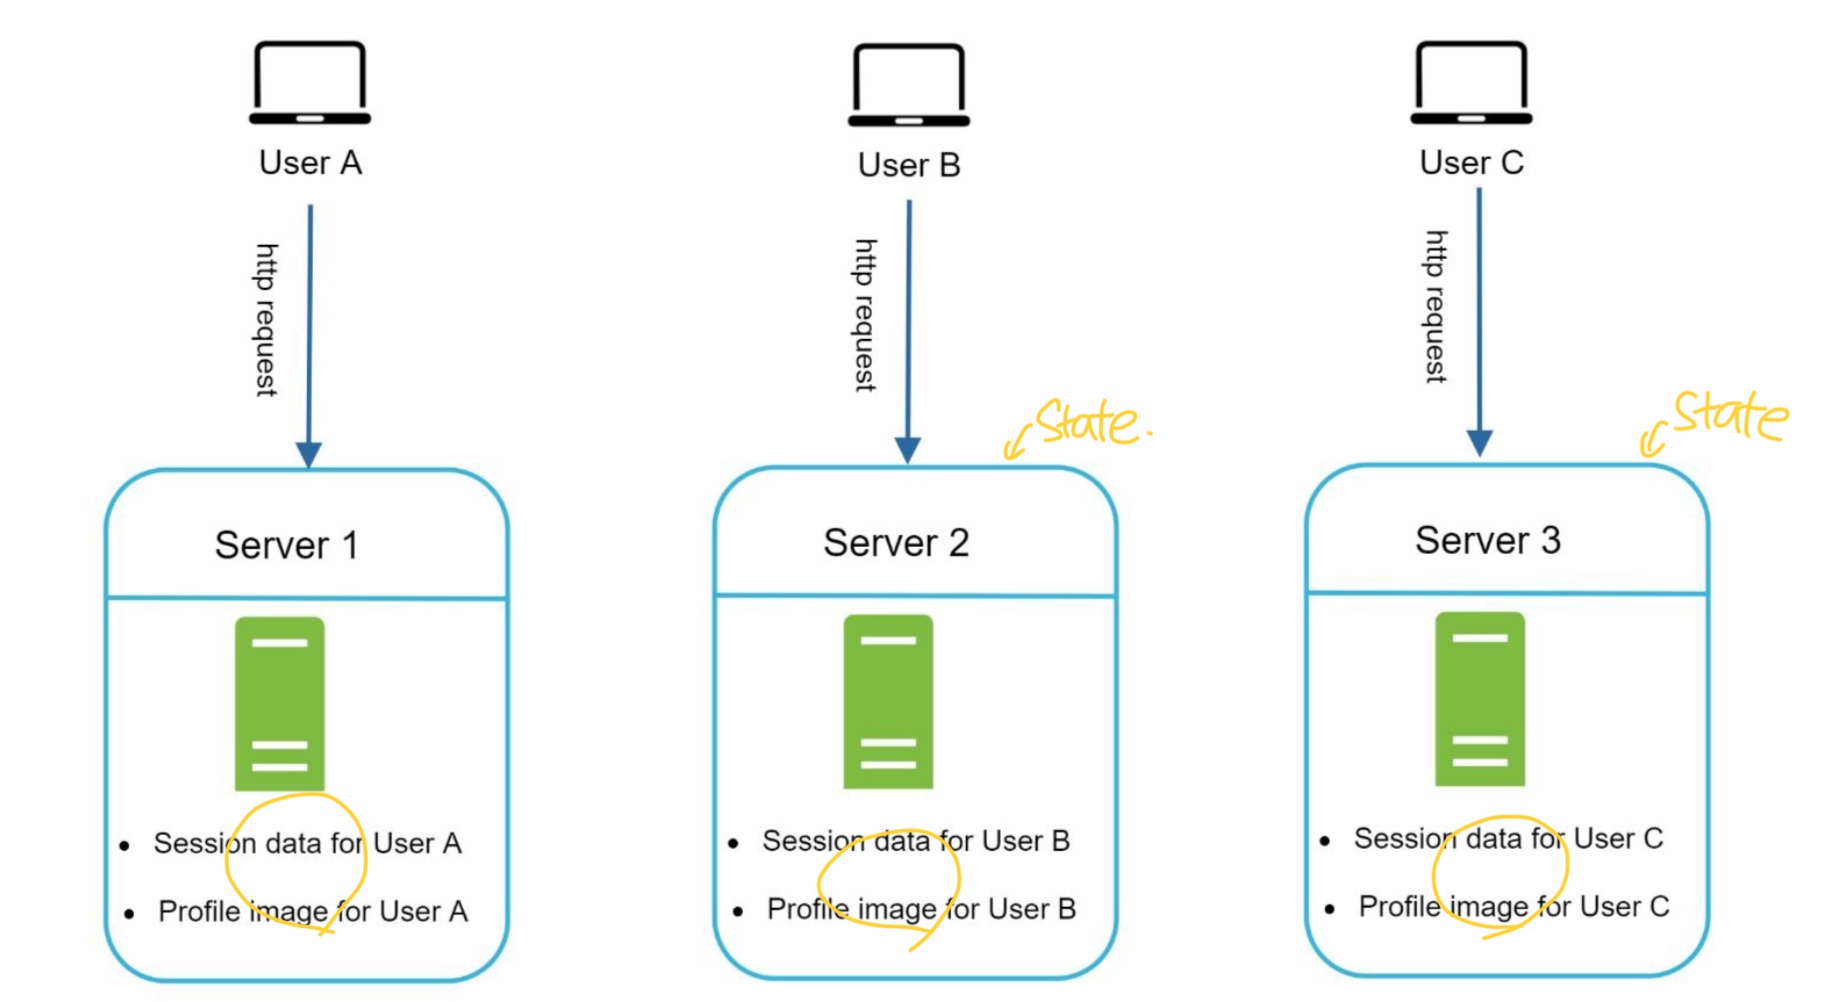 User A
User B
User C
http request
http request
http request
State.
State
Server 1
Server 2
Server 3
• Session data for User A
• Profile image for User A
• Session data for User B
• Profile image for User B
• Session data for User C
• Profile image for User C